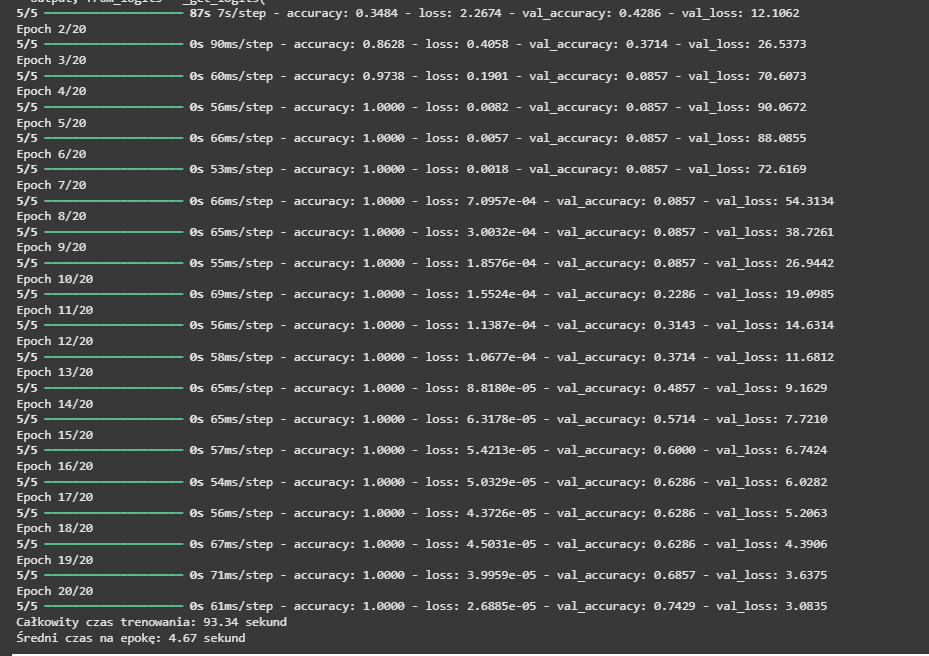 output, from_logits = _get_logits(
5/5 ━━━━━━━━━━━━━━━━━━━━ 87s 7s/step - accuracy: 0.3484 - loss: 2.2674 - val_accuracy: 0.4286 - val_loss: 12.1062
Epoch 2/20
5/5 ━━━━━━━━━━━━━━━━━━━━ 0s 90ms/step - accuracy: 0.8628 - loss: 0.4058 - val_accuracy: 0.3714 - val_loss: 26.5373
Epoch 3/20
5/5 ━━━━━━━━━━━━━━━━━━━━ 0s 60ms/step - accuracy: 0.9738 - loss: 0.1901 - val_accuracy: 0.0857 - val_loss: 70.6073
Epoch 4/20
5/5 ━━━━━━━━━━━━━━━━━━━━ 0s 56ms/step - accuracy: 1.0000 - loss: 0.0082 - val_accuracy: 0.0857 - val_loss: 90.0672
Epoch 5/20
5/5 ━━━━━━━━━━━━━━━━━━━━ 0s 66ms/step - accuracy: 1.0000 - loss: 0.0057 - val_accuracy: 0.0857 - val_loss: 88.0855
Epoch 6/20
5/5 ━━━━━━━━━━━━━━━━━━━━ 0s 53ms/step - accuracy: 1.0000 - loss: 0.0018 - val_accuracy: 0.0857 - val_loss: 72.6169
Epoch 7/20
5/5 ━━━━━━━━━━━━━━━━━━━━ 0s 66ms/step - accuracy: 1.0000 - loss: 7.0957e-04 - val_accuracy: 0.0857 - val_loss: 54.3134
Epoch 8/20
5/5 ━━━━━━━━━━━━━━━━━━━━ 0s 65ms/step - accuracy: 1.0000 - loss: 3.0032e-04 - val_accuracy: 0.0857 - val_loss: 38.7261
Epoch 9/20
5/5 ━━━━━━━━━━━━━━━━━━━━ 0s 55ms/step - accuracy: 1.0000 - loss: 1.8576e-04 - val_accuracy: 0.0857 - val_loss: 26.9442
Epoch 10/20
5/5 ━━━━━━━━━━━━━━━━━━━━ 0s 69ms/step - accuracy: 1.0000 - loss: 1.5524e-04 - val_accuracy: 0.2286 - val_loss: 19.0985
Epoch 11/20
5/5 ━━━━━━━━━━━━━━━━━━━━ 0s 56ms/step - accuracy: 1.0000 - loss: 1.1387e-04 - val_accuracy: 0.3143 - val_loss: 14.6314
Epoch 12/20
5/5 ━━━━━━━━━━━━━━━━━━━━ 0s 58ms/step - accuracy: 1.0000 - loss: 1.0677e-04 - val_accuracy: 0.3714 - val_loss: 11.6812
Epoch 13/20
5/5 ━━━━━━━━━━━━━━━━━━━━ 0s 65ms/step - accuracy: 1.0000 - loss: 8.8180e-05 - val_accuracy: 0.4857 - val_loss: 9.1629
Epoch 14/20
5/5 ━━━━━━━━━━━━━━━━━━━━ 0s 65ms/step - accuracy: 1.0000 - loss: 6.3178e-05 - val_accuracy: 0.5714 - val_loss: 7.7210
Epoch 15/20
5/5 ━━━━━━━━━━━━━━━━━━━━ 0s 57ms/step - accuracy: 1.0000 - loss: 5.4213e-05 - val_accuracy: 0.6000 - val_loss: 6.7424
Epoch 16/20
5/5 ━━━━━━━━━━━━━━━━━━━━ 0s 54ms/step - accuracy: 1.0000 - loss: 5.0329e-05 - val_accuracy: 0.6286 - val_loss: 6.0282
Epoch 17/20
5/5 ━━━━━━━━━━━━━━━━━━━━ 0s 56ms/step - accuracy: 1.0000 - loss: 4.3726e-05 - val_accuracy: 0.6286 - val_loss: 5.2063
Epoch 18/20
5/5 ━━━━━━━━━━━━━━━━━━━━ 0s 67ms/step - accuracy: 1.0000 - loss: 4.5031e-05 - val_accuracy: 0.6286 - val_loss: 4.3906
Epoch 19/20
5/5 ━━━━━━━━━━━━━━━━━━━━ 0s 71ms/step - accuracy: 1.0000 - loss: 3.9959e-05 - val_accuracy: 0.6857 - val_loss: 3.6375
Epoch 20/20
5/5 ━━━━━━━━━━━━━━━━━━━━ 0s 61ms/step - accuracy: 1.0000 - loss: 2.6885e-05 - val_accuracy: 0.7429 - val_loss: 3.0835
Całkowity czas trenowania: 93.34 sekund
Średni czas na epokę: 4.67 sekund